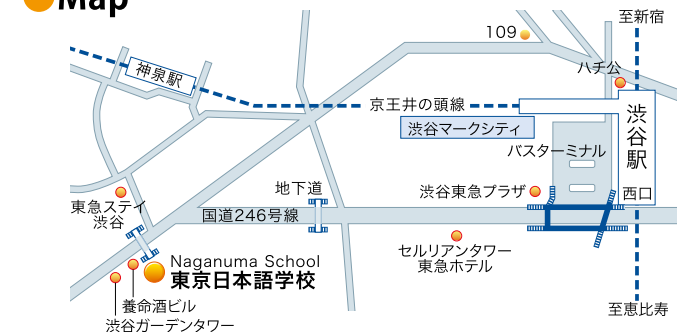 Map
至新宿
109
ハチ公
神泉駅
京王井の頭線
渋谷マークシティ
渋谷駅
バスターミナル
地下道
渋谷東急プラザ
西口
東急ステイ
渋谷
国道246号線
セルリアンタワー
東急ホテル
Naganuma School
東京日本語学校
養命酒ビル
渋谷ガーデンタワー
至恵比寿